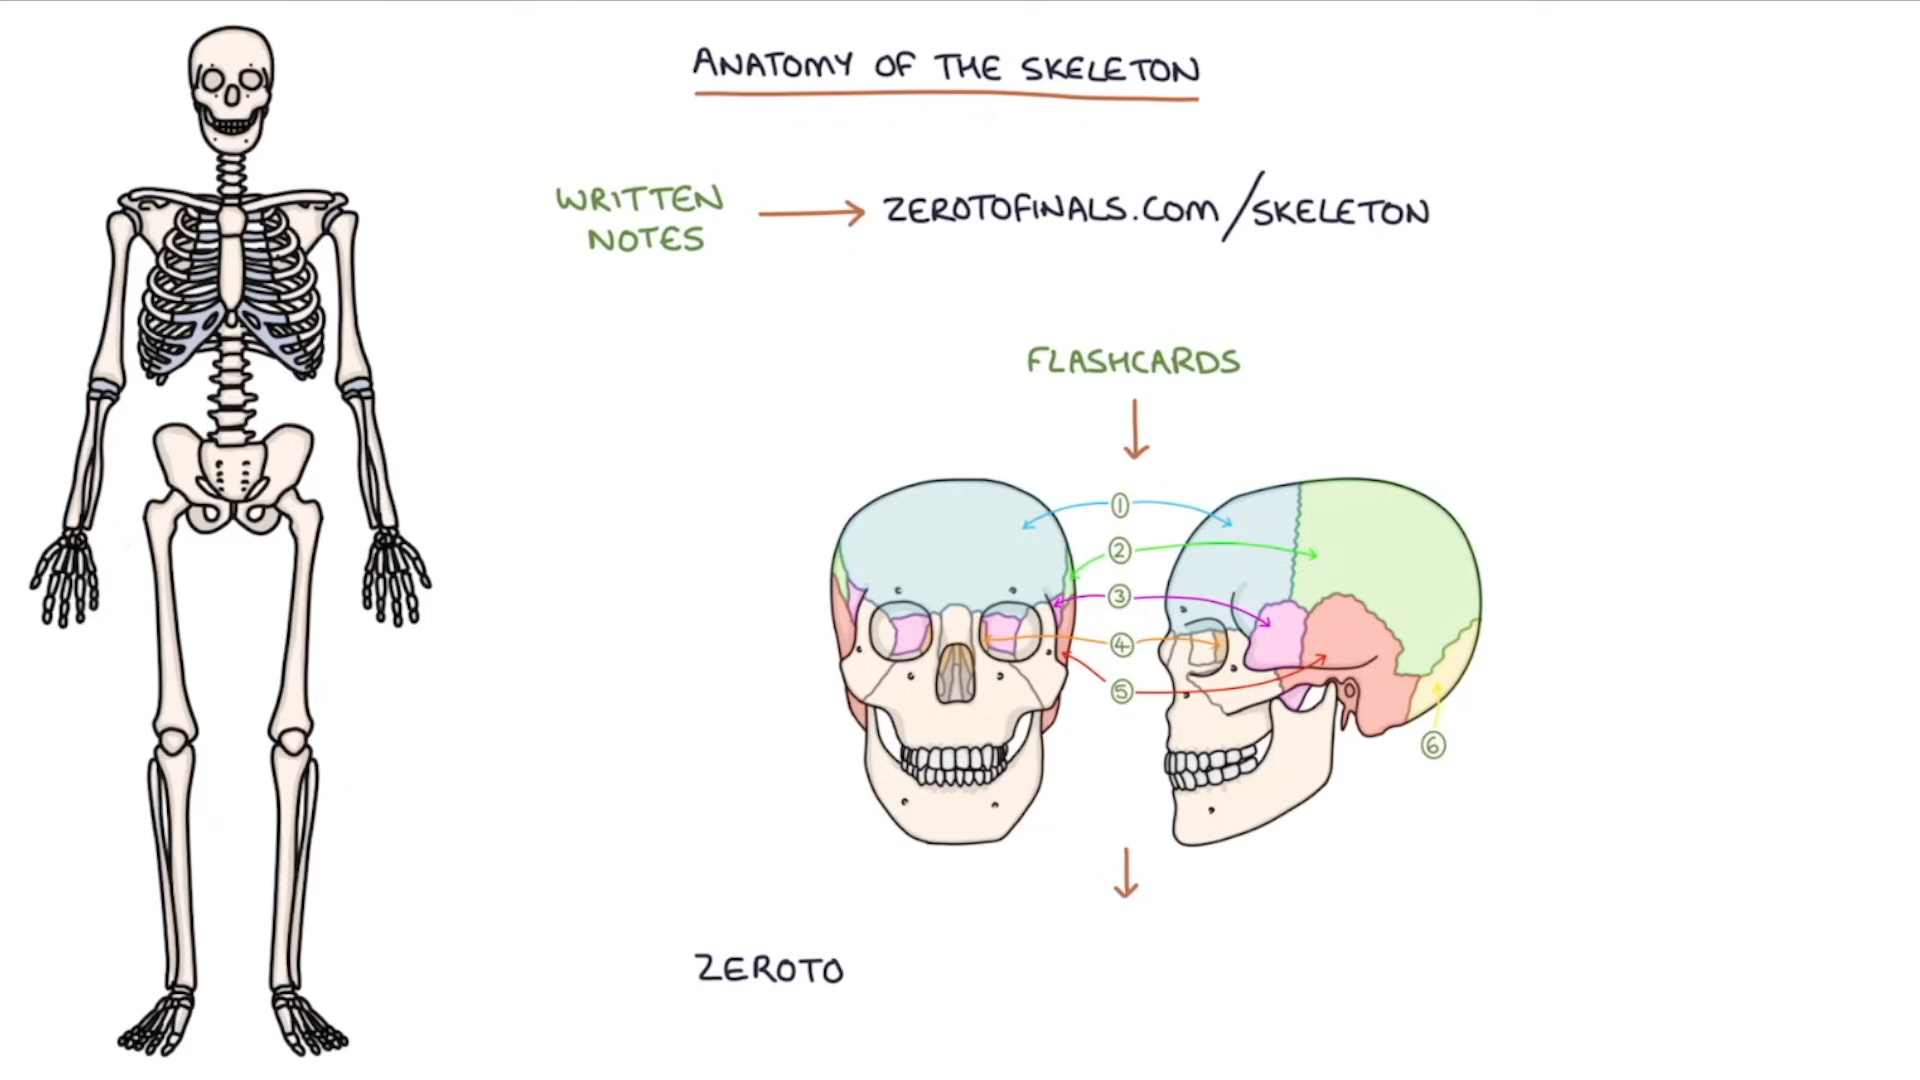 ANATOMY OF THE SKELETON
WRITTEN
NOTES
ZEROTOFINALS.COM/SKELETON
FLASHCARDS
1
2
3
4
5
6
ZEROTO